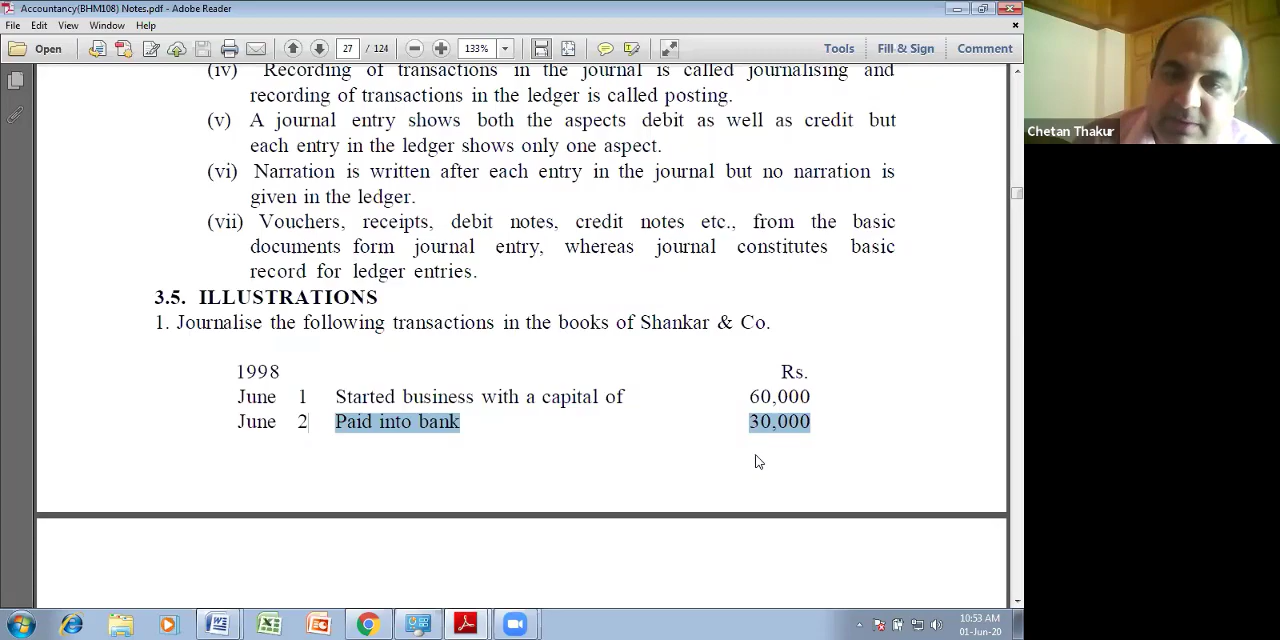 Accountancy(BHM108) Notes.pdf - Adobe Reader
File Edit View Window Help
Open 27 / 124 133% Tools Fill & Sign Comment
(iv) Recording of transactions in the journal is called journalising and
recording of transactions in the ledger is called posting.
(v) A journal entry shows both the aspects debit as well as credit but
each entry in the ledger shows only one aspect.
(vi) Narration is written after each entry in the journal but no narration is
given in the ledger.
(vii) Vouchers, receipts, debit notes, credit notes etc., from the basic
documents form journal entry, whereas journal constitutes basic
record for ledger entries.
3.5. ILLUSTRATIONS
1. Journalise the following transactions in the books of Shankar & Co.
1998 Rs.
June 1 Started business with a capital of 60,000
June 2 Paid into bank 30,000
10:53 AM
01-Jun-20
Chetan Thakur